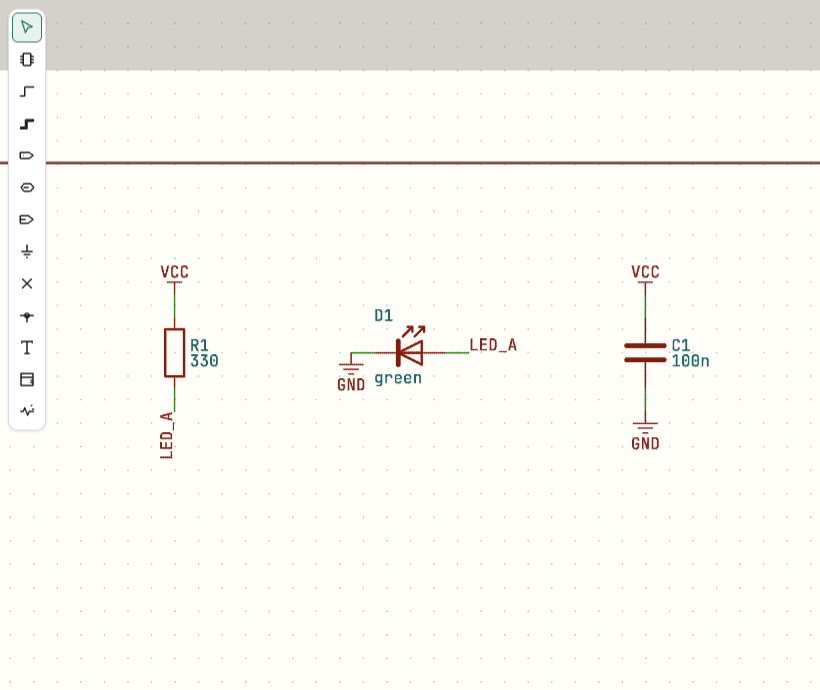 VCC
R1
330
LED_A
D1
LED_A
GND
green
VCC
C1
100n
GND
T